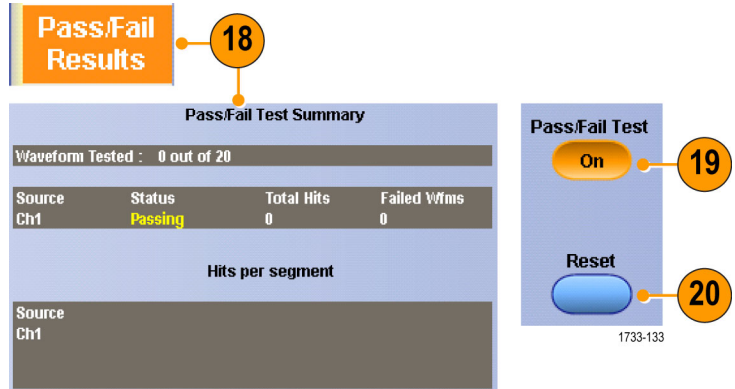 Pass/Fail
Results
18
Pass/Fail Test Summary
Waveform Tested : 0 out of 20
Source Status Total Hits Failed Wfms
Ch1 Passing 0 0
Hits per segment
Source
Ch1
Pass/Fail Test
On
19
Reset
20
1733-133